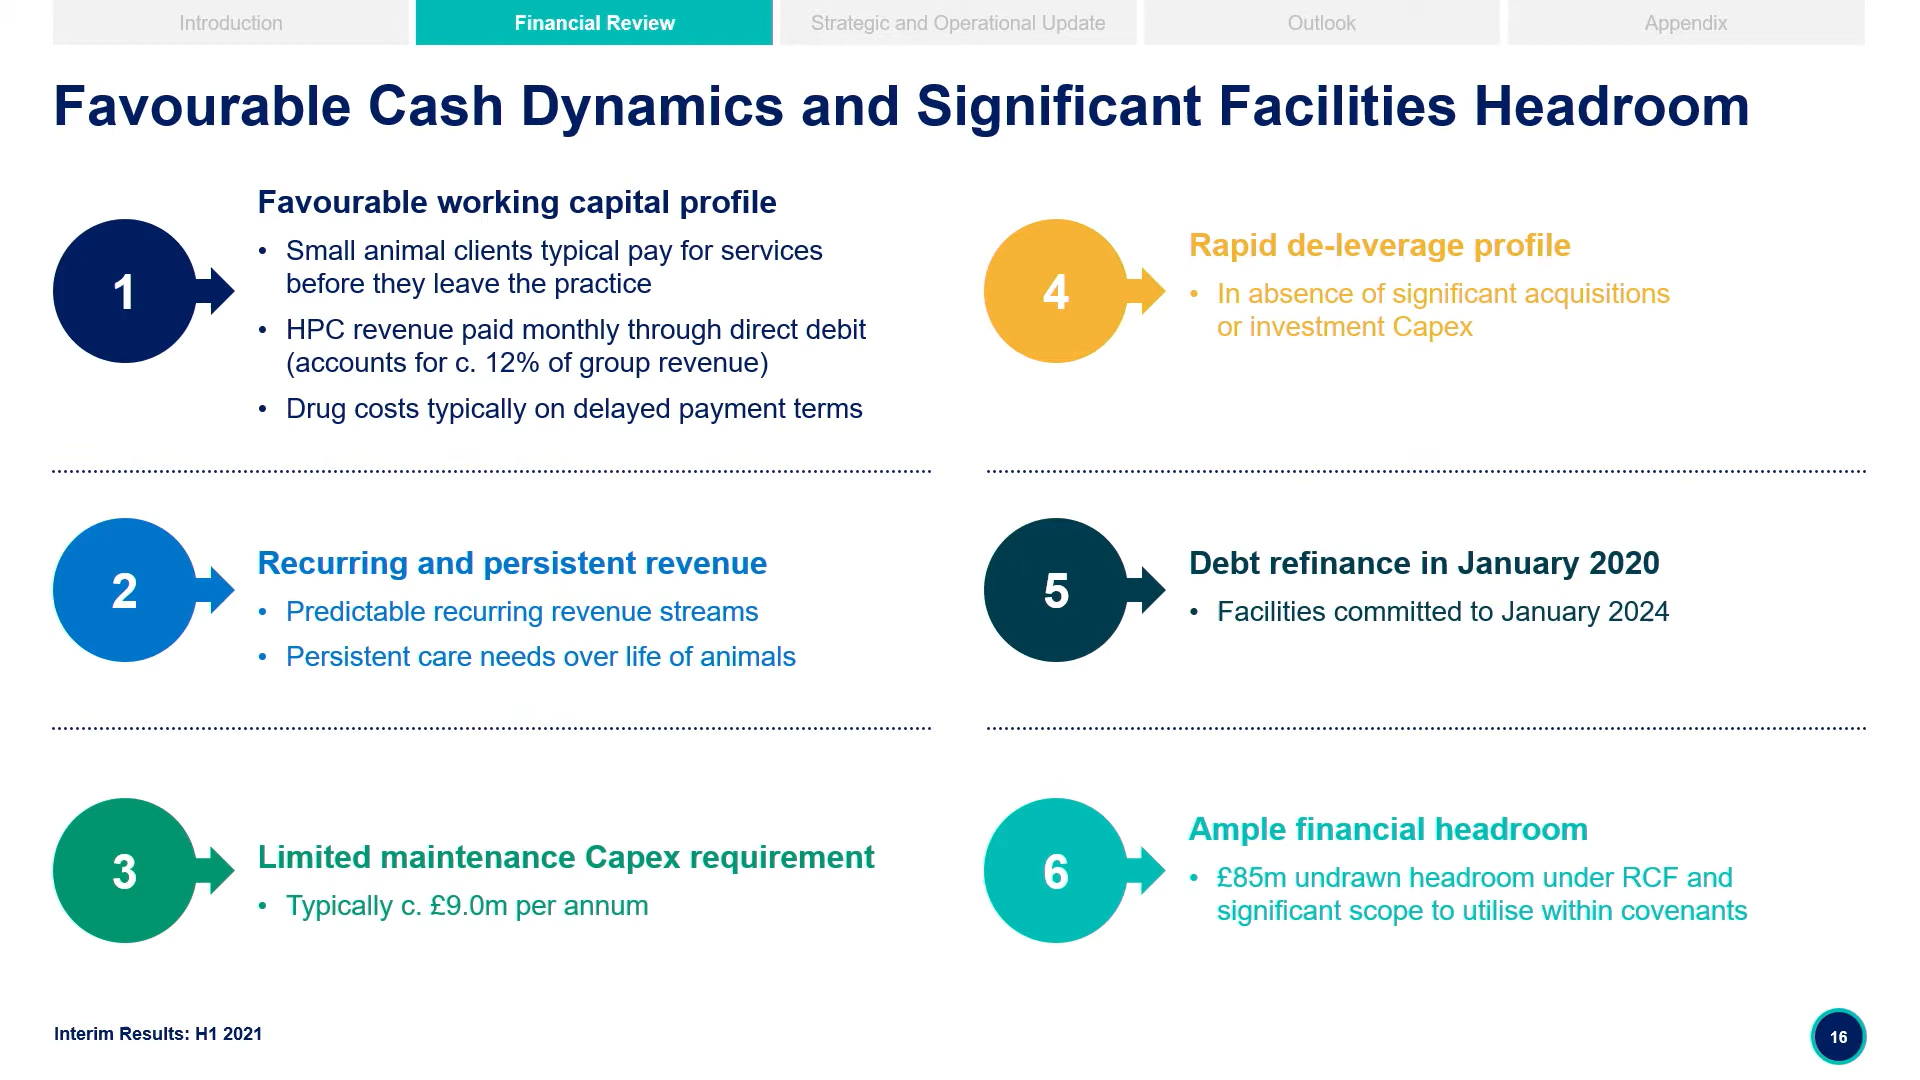 Introduction
Financial Review
Strategic and Operational Update
Outlook
Appendix
Favourable Cash Dynamics and Significant Facilities Headroom
1
Favourable working capital profile
• Small animal clients typical pay for services
before they leave the practice
• HPC revenue paid monthly through direct debit
(accounts for c. 12% of group revenue)
• Drug costs typically on delayed payment terms
2
Recurring and persistent revenue
• Predictable recurring revenue streams
• Persistent care needs over life of animals
3
Limited maintenance Capex requirement
• Typically c. £9.0m per annum
4
Rapid de-leverage profile
• In absence of significant acquisitions
or investment Capex
5
Debt refinance in January 2020
• Facilities committed to January 2024
6
Ample financial headroom
• £85m undrawn headroom under RCF and
significant scope to utilise within covenants
Interim Results: H1 2021
16